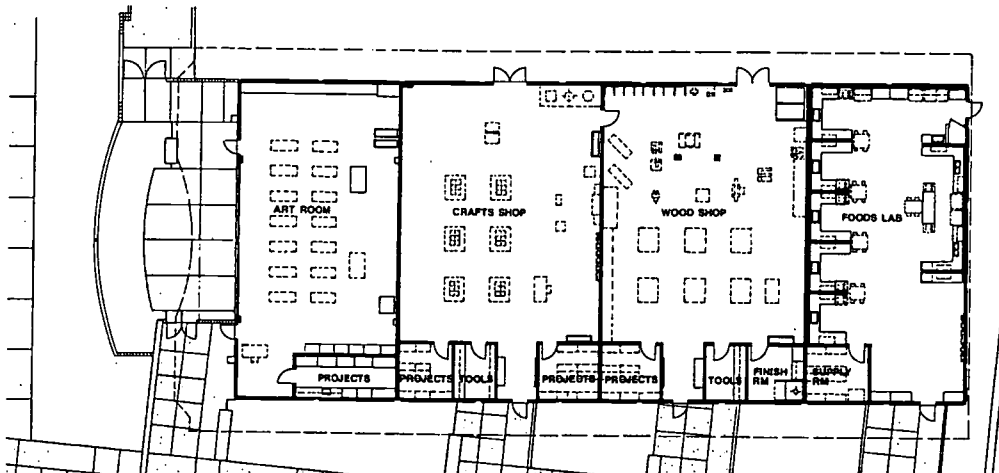 ART ROOM
CRAFTS SHOP
WOOD SHOP
FOODS LAB
PROJECTS
PROJECTS
TOOLS
PROJECTS
PROJECTS
TOOLS
FINISH
RM
SUPPLY
RM